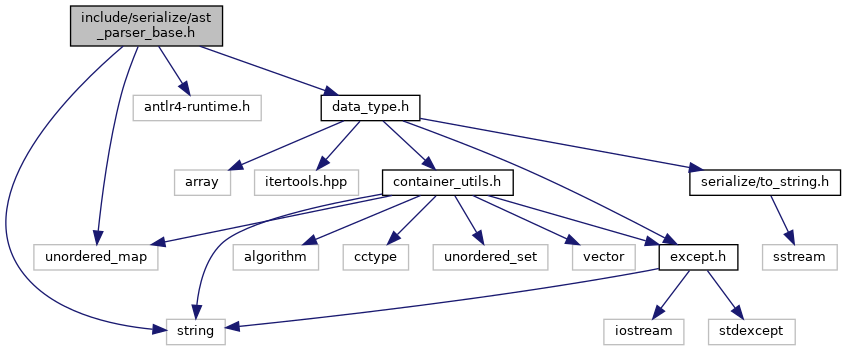 include/serialize/ast
_parser_base.h
antlr4-runtime.h
data_type.h
array
itertools.hpp
container_utils.h
serialize/to_string.h
unordered_map
algorithm
cctype
unordered_set
vector
except.h
sstream
string
iostream
stdexcept